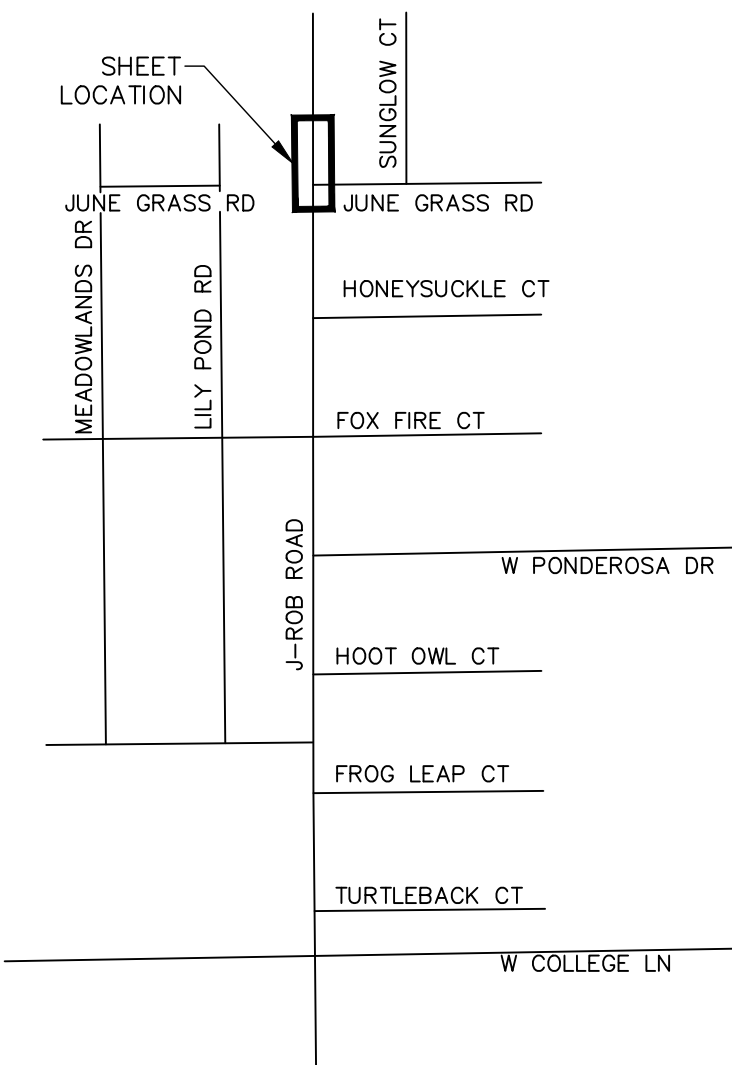 SUNGLOW CT
SHEET
LOCATION
JUNE GRASS RD
JUNE GRASS RD
MEADOWLANDS DR
LILY POND RD
HONEYSUCKLE CT
FOX FIRE CT
J-ROB ROAD
W PONDEROSA DR
HOOT OWL CT
FROG LEAP CT
TURTLEBACK CT
W COLLEGE LN